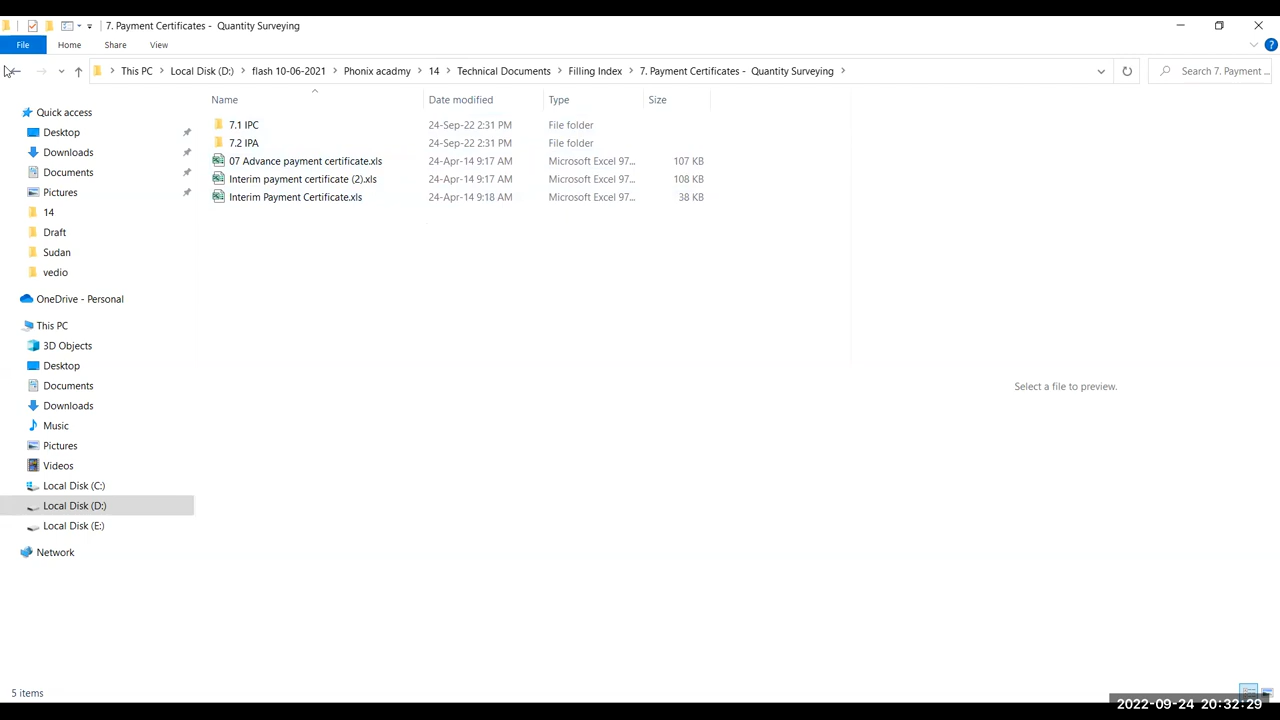 7. Payment Certificates - Quantity Surveying
File
Home
Share
View
This PC
Local Disk (D:)
flash 10-06-2021
Phonix acadmy
14
Technical Documents
Filling Index
7. Payment Certificates - Quantity Surveying
Search 7. Payment ...
Name
Date modified
Type
Size
7.1 IPC 24-Sep-22 2:31 PM File folder
7.2 IPA 24-Sep-22 2:31 PM File folder
07 Advance payment certificate.xls 24-Apr-14 9:17 AM Microsoft Excel 97... 107 KB
Interim payment certificate (2).xls 24-Apr-14 9:17 AM Microsoft Excel 97... 108 KB
Interim Payment Certificate.xls 24-Apr-14 9:18 AM Microsoft Excel 97... 38 KB
Quick access
Desktop
Downloads
Documents
Pictures
14
Draft
Sudan
vedio
OneDrive - Personal
This PC
3D Objects
Desktop
Documents
Downloads
Music
Pictures
Videos
Local Disk (C:)
Local Disk (D:)
Local Disk (E:)
Network
Select a file to preview.
5 items
2022-09-24 20:32:29